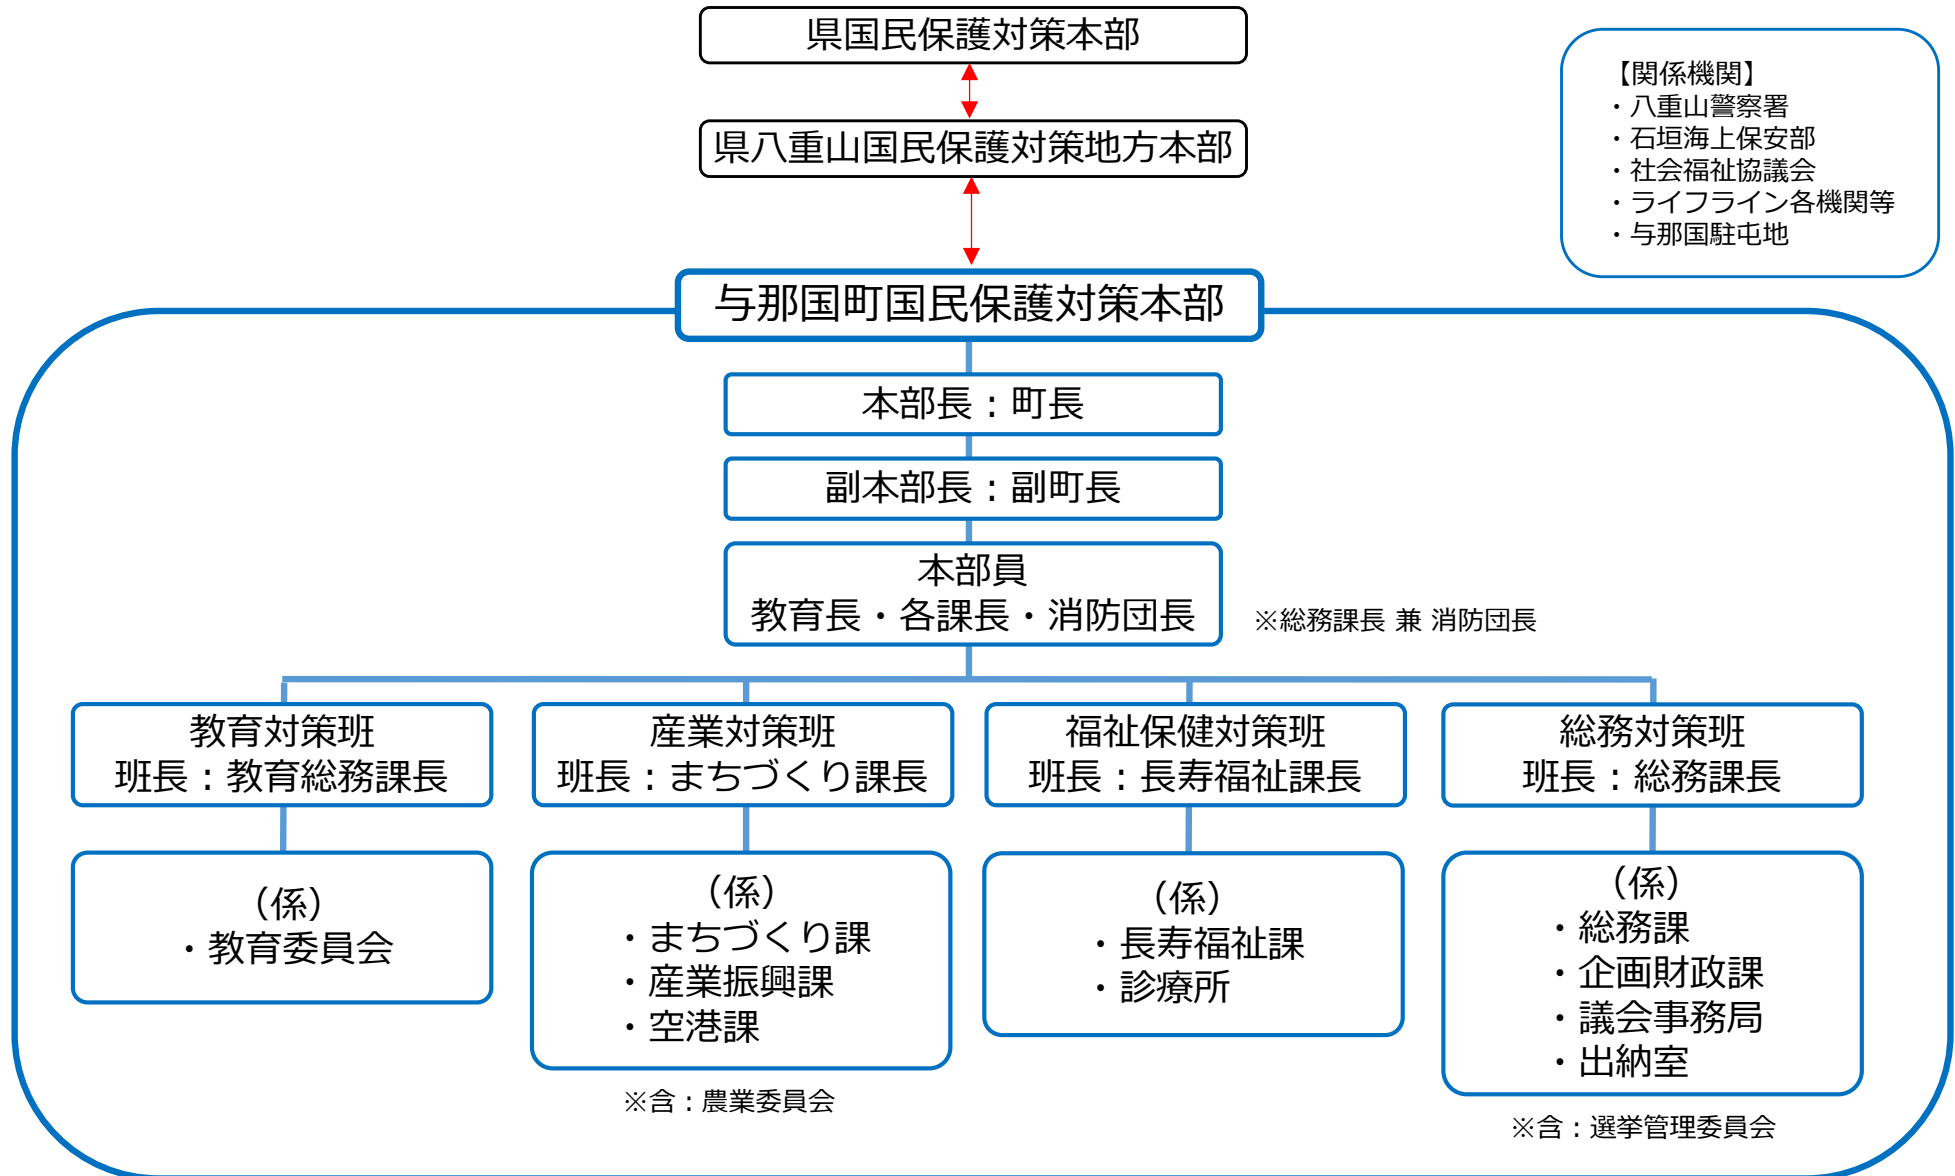 県国民保護対策本部
県八重山国民保護対策地方本部
【関係機関】
・八重山警察署
・石垣海上保安部
・社会福祉協議会
・ライフライン各機関等
・与那国駐屯地
与那国町国民保護対策本部
本部長：町長
副本部長：副町長
本部員
教育長・各課長・消防団長
※総務課長 兼 消防団長
教育対策班
班長：教育総務課長
産業対策班
班長：まちづくり課長
福祉保健対策班
班長：長寿福祉課長
総務対策班
班長：総務課長
（係）
・教育委員会
（係）
・まちづくり課
・産業振興課
・空港課
※含：農業委員会
（係）
・長寿福祉課
・診療所
（係）
・総務課
・企画財政課
・議会事務局
・出納室
※含：選挙管理委員会